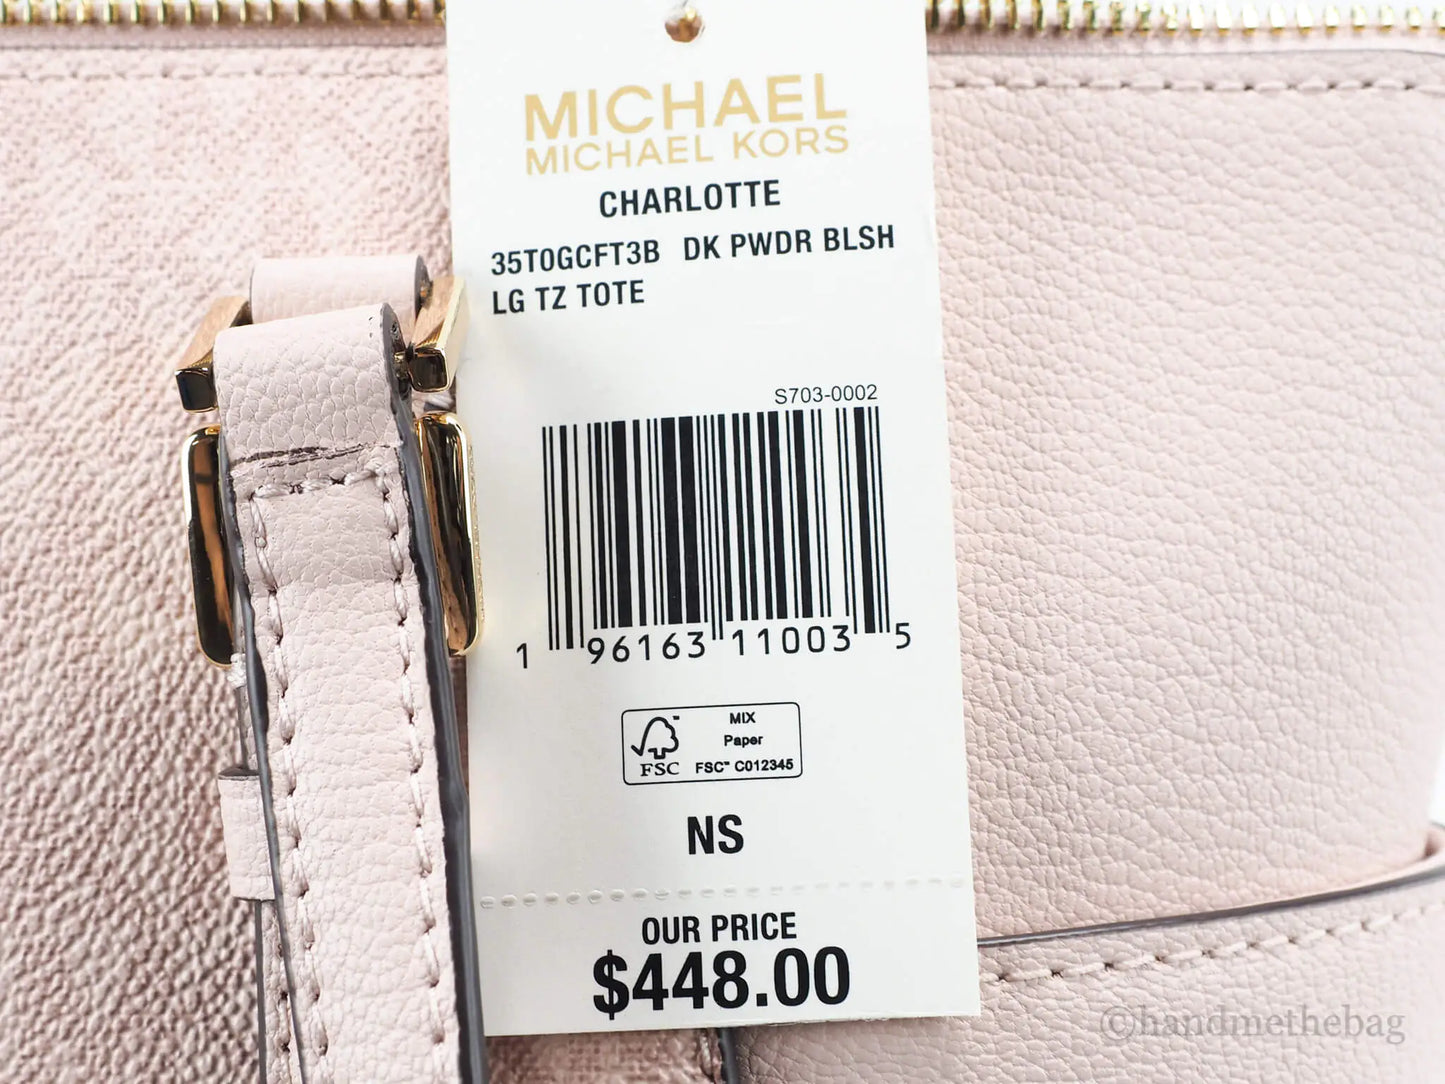 MICHAEL
MICHAEL KORS
CHARLOTTE
35T0GCFT3B DK PWDR BLSH
LG TZ TOTE
S703-0002
1 96163 11003 5
FSC
MIX
Paper
FSC™ C012345
NS
OUR PRICE
$448.00
©handmethebag